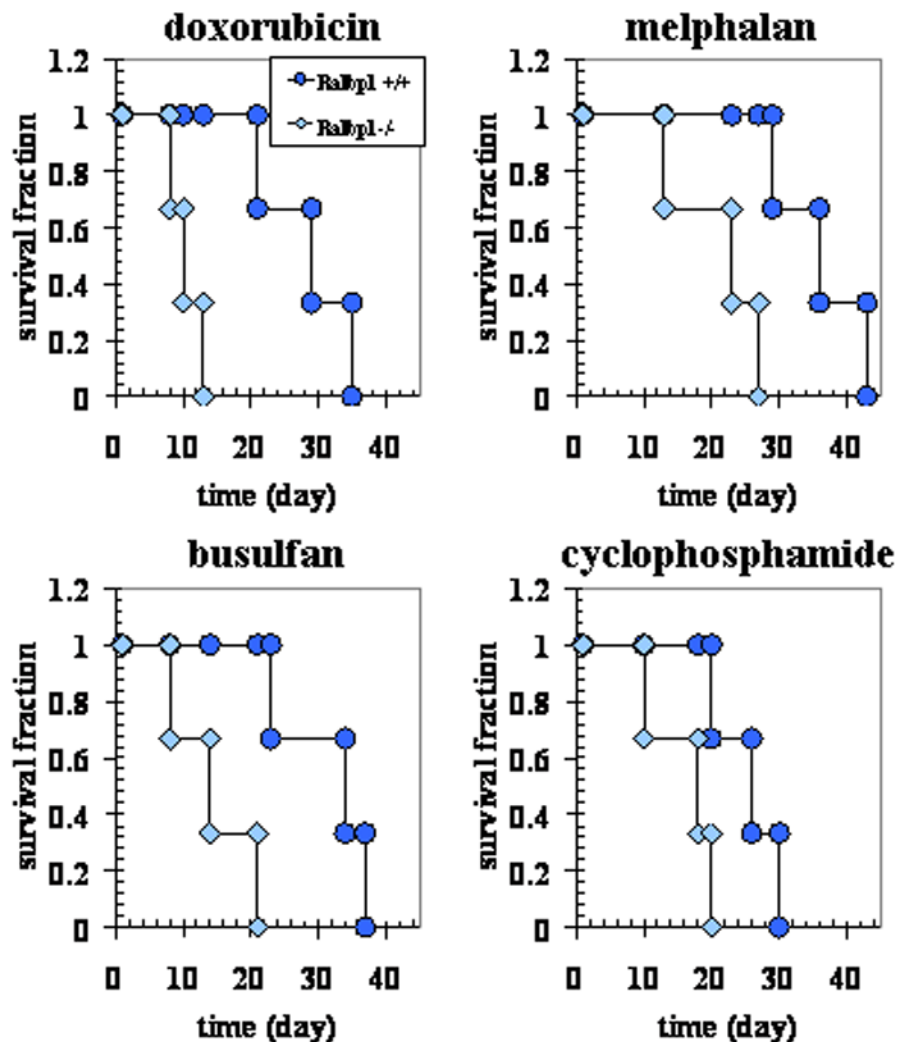 doxorubicin
1.2
1
0.8
0.6
0.4
0.2
0
survival fraction
Ralbp1 +/+
Ralbp1 -/-
0 10 20 30 40
time (day)
melphalan
1.2
1
0.8
0.6
0.4
0.2
0
survival fraction
0 10 20 30 40
time (day)
busulfan
1.2
1
0.8
0.6
0.4
0.2
0
survival fraction
0 10 20 30 40
time (day)
cyclophosphamide
1.2
1
0.8
0.6
0.4
0.2
0
survival fraction
0 10 20 30 40
time (day)